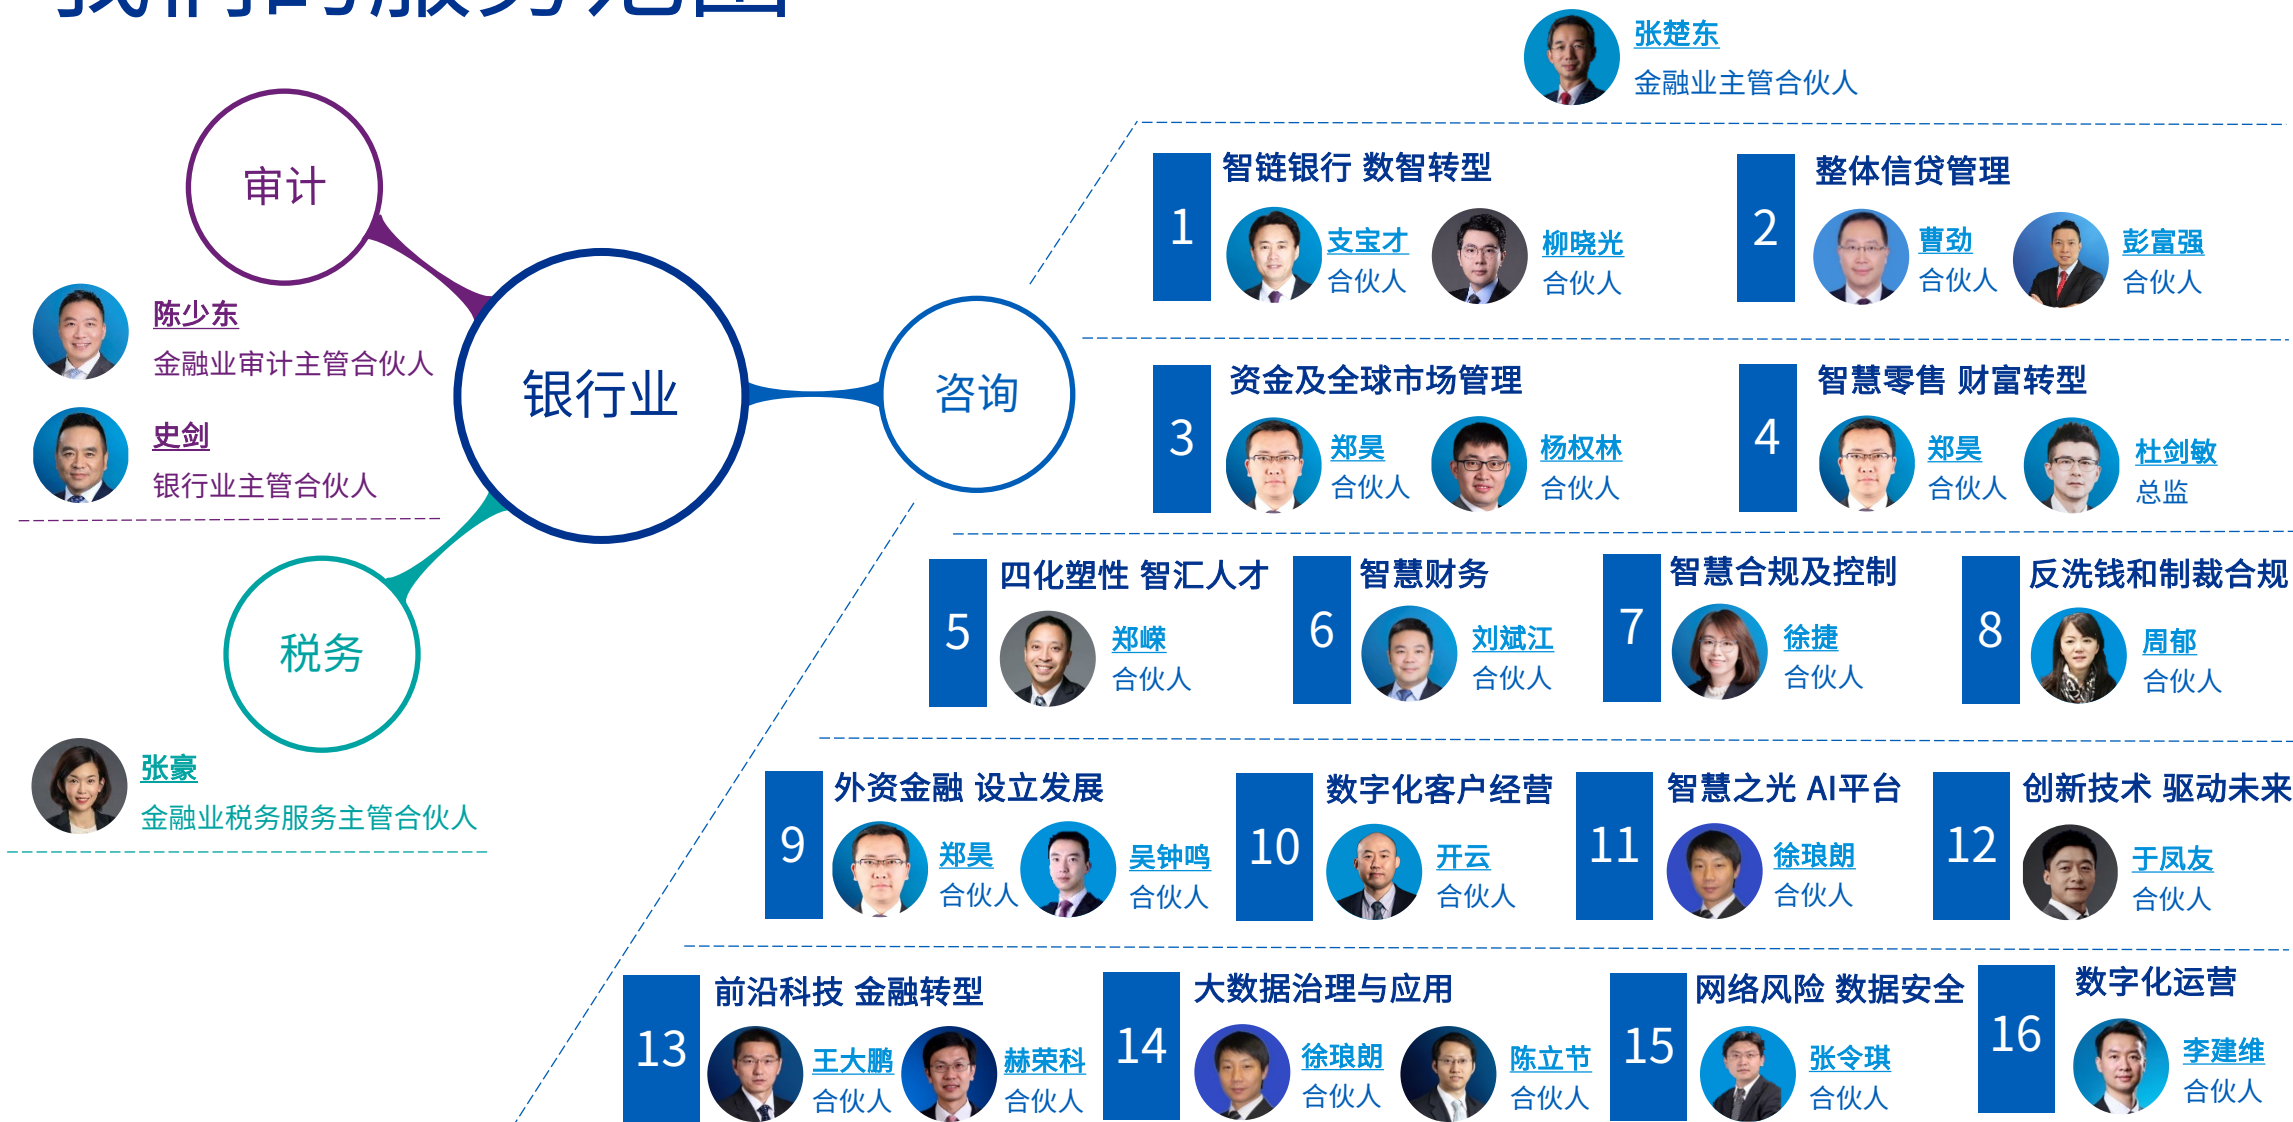 我们的服务范围
张楚东
金融业主管合伙人
审计
陈少东
金融业审计主管合伙人
史剑
银行业主管合伙人
银行业
咨询
税务
张豪
金融业税务服务主管合伙人
1
智链银行 数智转型
支宝才
合伙人
柳晓光
合伙人
2
整体信贷管理
曹劲
合伙人
彭富强
合伙人
3
资金及全球市场管理
郑昊
合伙人
杨权林
合伙人
4
智慧零售 财富转型
郑昊
合伙人
杜剑敏
总监
5
四化塑性 智汇人才
郑嵘
合伙人
6
智慧财务
刘斌江
合伙人
7
智慧合规及控制
徐捷
合伙人
8
反洗钱和制裁合规
周郁
合伙人
9
外资金融 设立发展
郑昊
合伙人
吴钟鸣
合伙人
10
数字化客户经营
开云
合伙人
11
智慧之光 AI平台
徐琅朗
合伙人
12
创新技术 驱动未来
于凤友
合伙人
13
前沿科技 金融转型
王大鹏
合伙人
赫荣科
合伙人
14
大数据治理与应用
徐琅朗
合伙人
陈立节
合伙人
15
网络风险 数据安全
张令琪
合伙人
16
数字化运营
李建维
合伙人